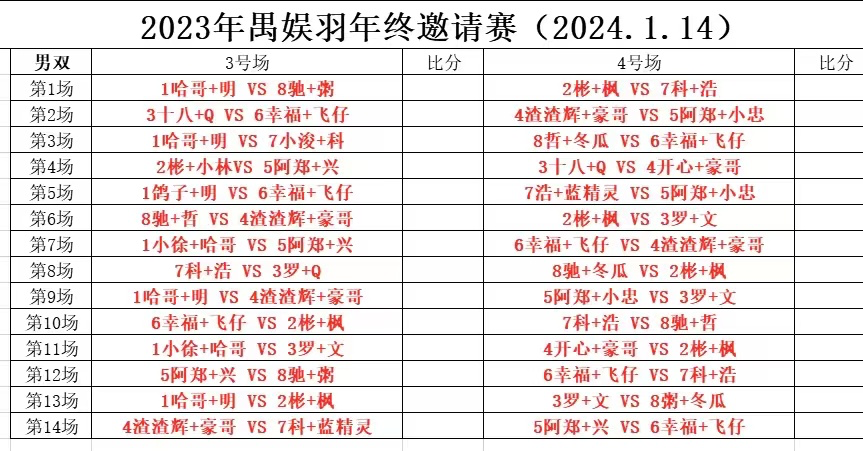 2023年禺娱羽年终邀请赛（2024.1.14）
男双 3号场 比分 4号场 比分
第1场 1哈哥+明 VS 8驰+粥 2彬+枫 VS 7科+浩
第2场 3十八+Q VS 6幸福+飞仔 4渣渣辉+豪哥 VS 5阿郑+小忠
第3场 1哈哥+明 VS 7小浚+科 8哲+冬瓜 VS 6幸福+飞仔
第4场 2彬+小林VS 5阿郑+兴 3十八+Q VS 4开心+豪哥
第5场 1鸽子+明 VS 6幸福+飞仔 7浩+蓝精灵 VS 5阿郑+小忠
第6场 8驰+哲 VS 4渣渣辉+豪哥 2彬+枫 VS 3罗+文
第7场 1小徐+哈哥 VS 5阿郑+兴 6幸福+飞仔 VS 4渣渣辉+豪哥
第8场 7科+浩 VS 3罗+Q 8驰+冬瓜 VS 2彬+枫
第9场 1哈哥+明 VS 4渣渣辉+豪哥 5阿郑+小忠 VS 3罗+文
第10场 6幸福+飞仔 VS 2彬+枫 7科+浩 VS 8驰+哲
第11场 1小徐+哈哥 VS 3罗+文 4开心+豪哥 VS 2彬+枫
第12场 5阿郑+兴 VS 8驰+粥 6幸福+飞仔 VS 7科+浩
第13场 1哈哥+明 VS 2彬+枫 3罗+文 VS 8粥+冬瓜
第14场 4渣渣辉+豪哥 VS 7科+蓝精灵 5阿郑+兴 VS 6幸福+飞仔